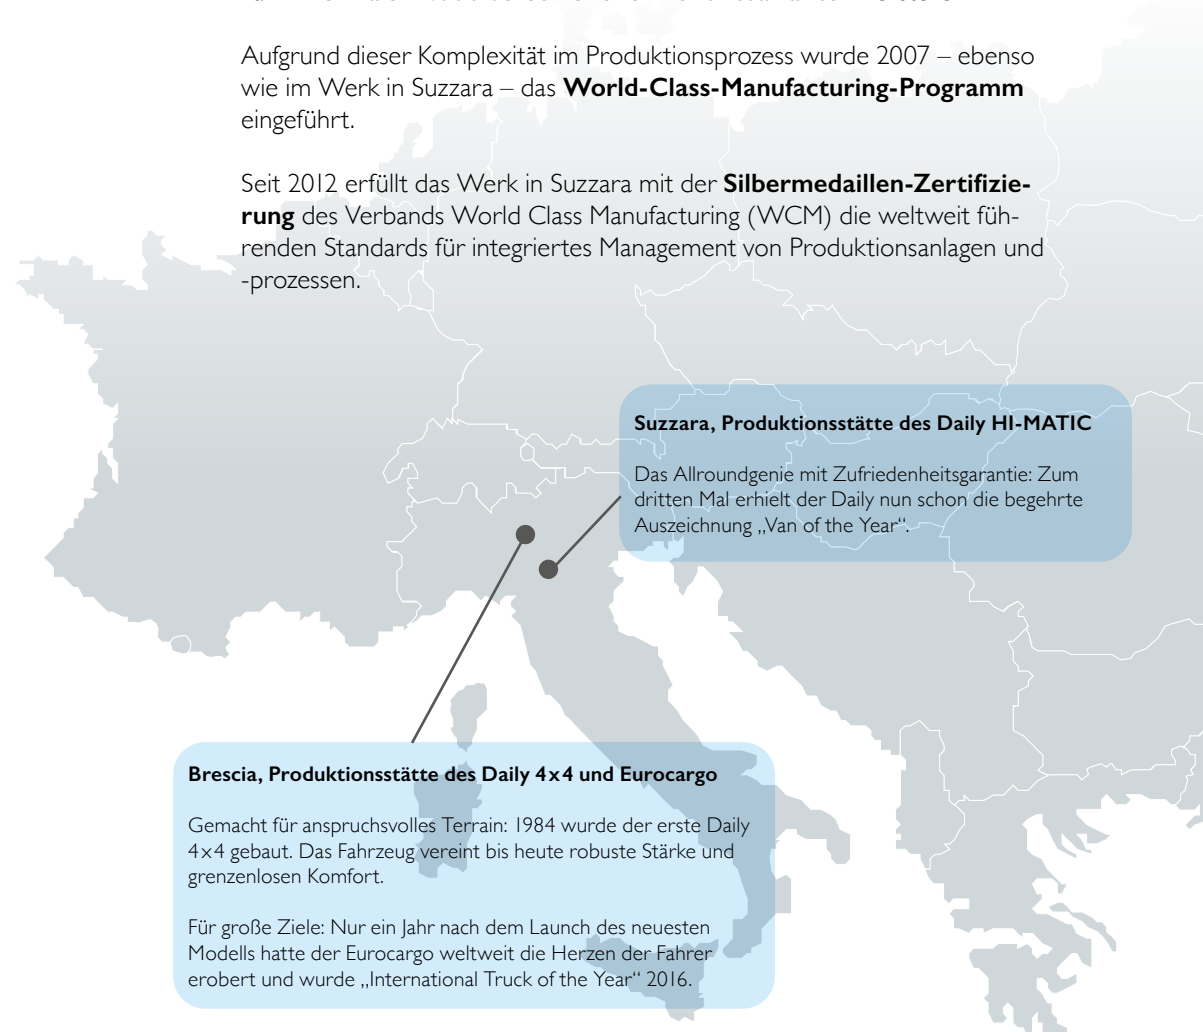 Aufgrund dieser Komplexität im Produktionsprozess wurde 2007 – ebenso
wie im Werk in Suzzara – das World-Class-Manufacturing-Programm
eingeführt.
Seit 2012 erfüllt das Werk in Suzzara mit der Silbermedaillen-Zertifizie-
rung des Verbands World Class Manufacturing (WCM) die weltweit füh-
renden Standards für integriertes Management von Produktionsanlagen und
-prozessen.
Suzzara, Produktionsstätte des Daily HI-MATIC
Das Allroundgenie mit Zufriedenheitsgarantie: Zum
dritten Mal erhielt der Daily nun schon die begehrte
Auszeichnung „Van of the Year“.
Brescia, Produktionsstätte des Daily 4x4 und Eurocargo
Gemacht für anspruchsvolles Terrain: 1984 wurde der erste Daily
4x4 gebaut. Das Fahrzeug vereint bis heute robuste Stärke und
grenzenlosen Komfort.
Für große Ziele: Nur ein Jahr nach dem Launch des neuesten
Modells hatte der Eurocargo weltweit die Herzen der Fahrer
erobert und wurde „International Truck of the Year“ 2016.